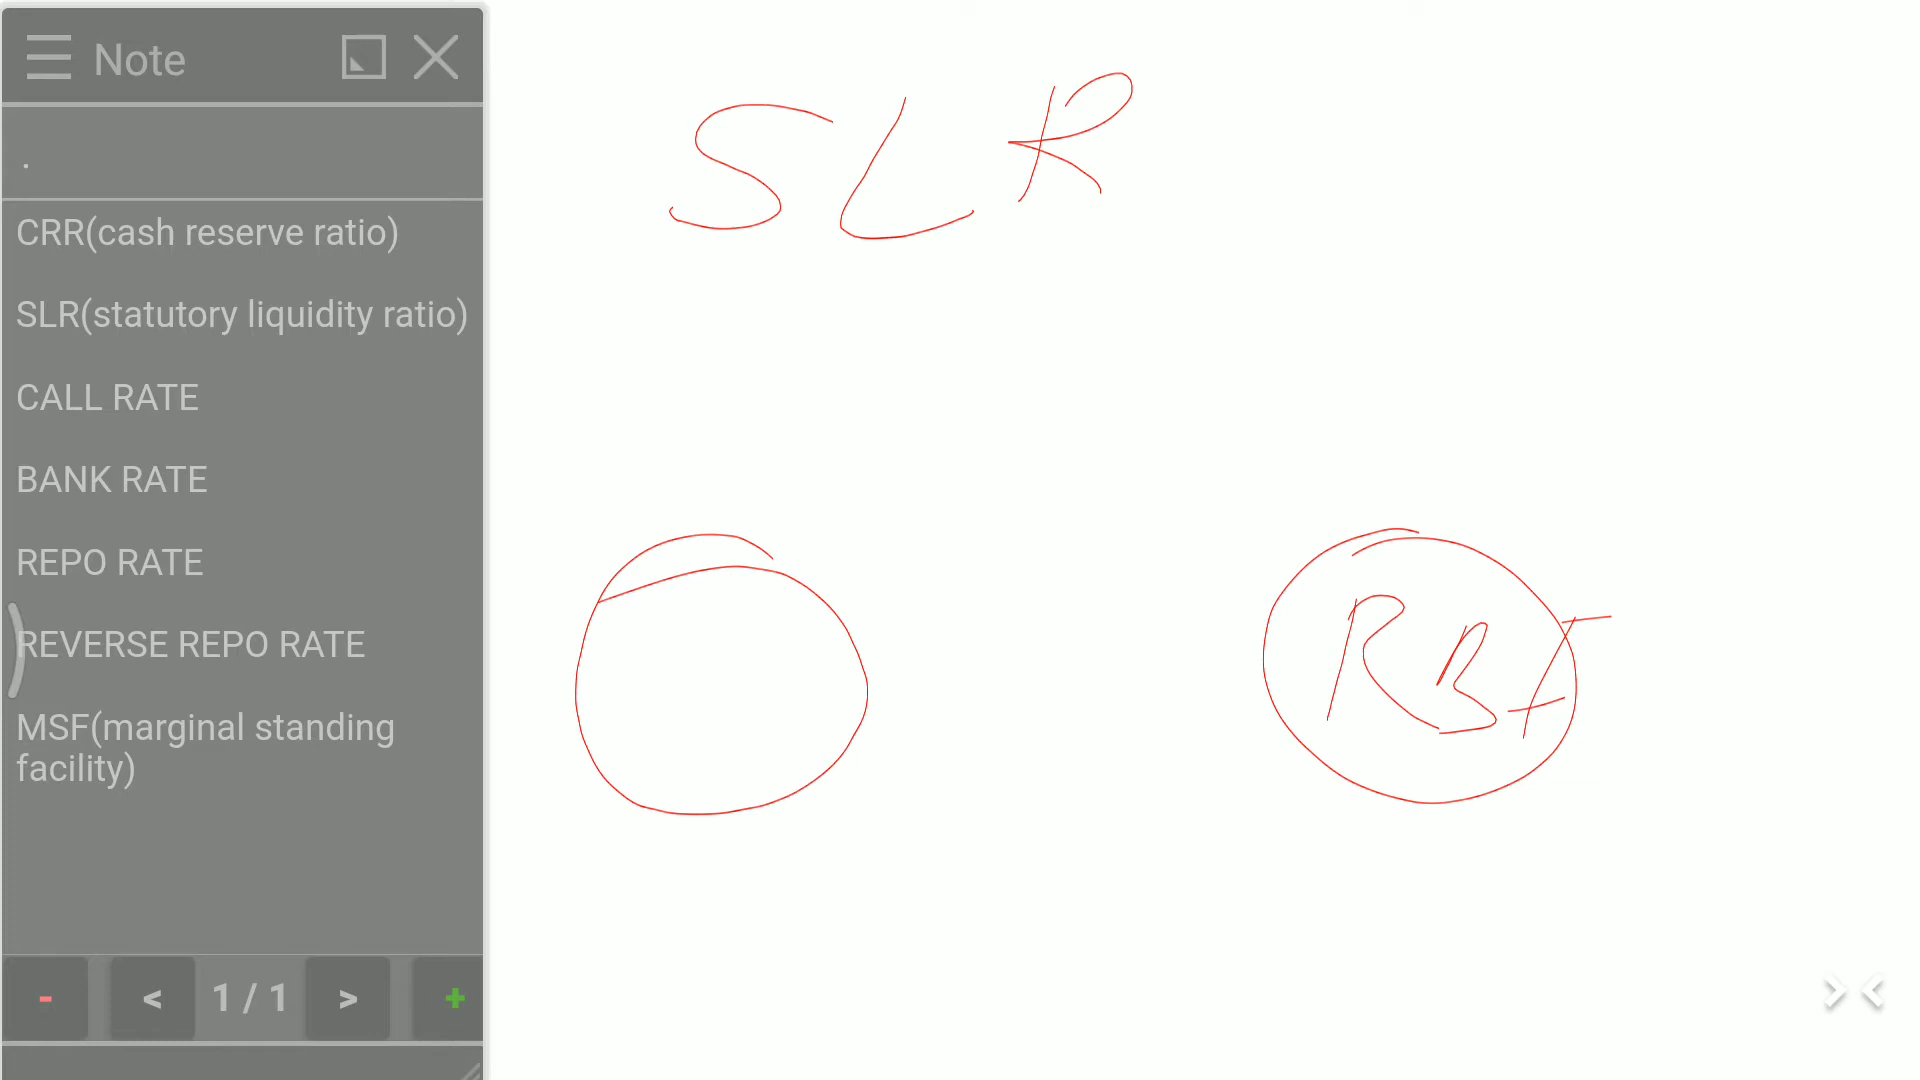 Note
.
CRR(cash reserve ratio)
SLR(statutory liquidity ratio)
CALL RATE
BANK RATE
REPO RATE
REVERSE REPO RATE
MSF(marginal standing
facility)
- < 1 / 1 > +
SLR
RBI